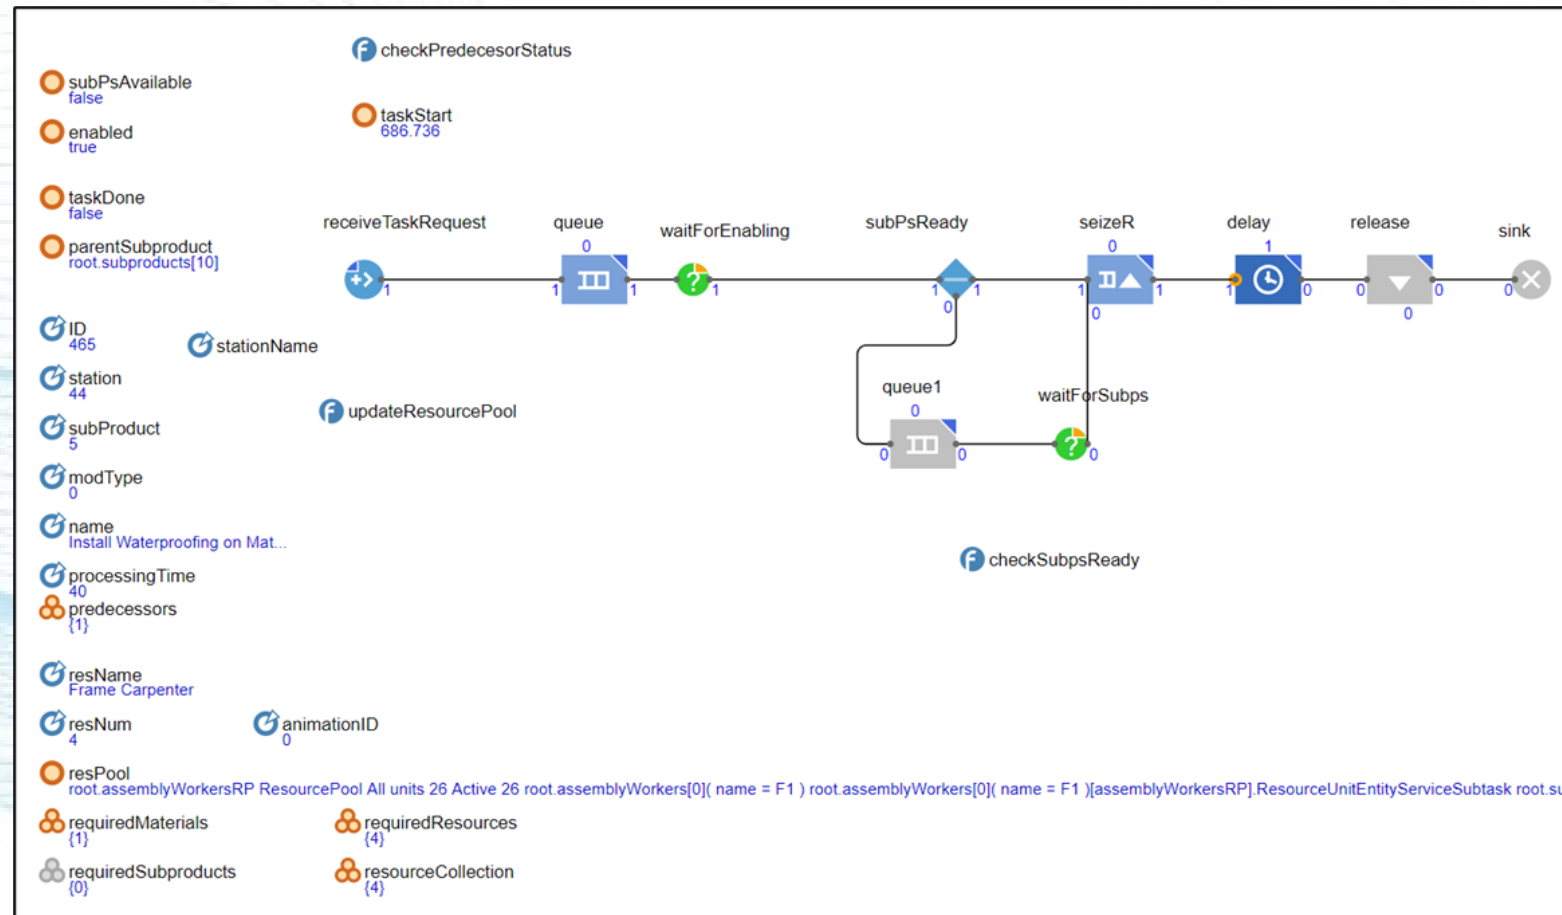 checkPredecesorStatus
subPsAvailable
false
taskStart
686.736
enabled
true
taskDone
false
receiveTaskRequest
queue
0
waitForEnabling
subPsReady
seizeR
0
delay
1
release
sink
parentSubproduct
root.subproducts[10]
1
1
1
1
1
1
1
1
1
0
0
0
0
0
0
0
ID
465
stationName
station
44
queue1
0
waitForSubps
updateResourcePool
subProduct
5
0
0
0
modType
0
name
Install Waterproofing on Mat...
checkSubpsReady
processingTime
40
predecessors
{1}
resName
Frame Carpenter
resNum
4
animationID
0
resPool
root.assemblyWorkersRP ResourcePool All units 26 Active 26 root.assemblyWorkers[0]( name = F1 ) root.assemblyWorkers[0]( name = F1 )[assemblyWorkersRP].ResourceUnitEntityServiceSubtask root.su
requiredMaterials
{1}
requiredResources
{4}
requiredSubproducts
{0}
resourceCollection
{4}